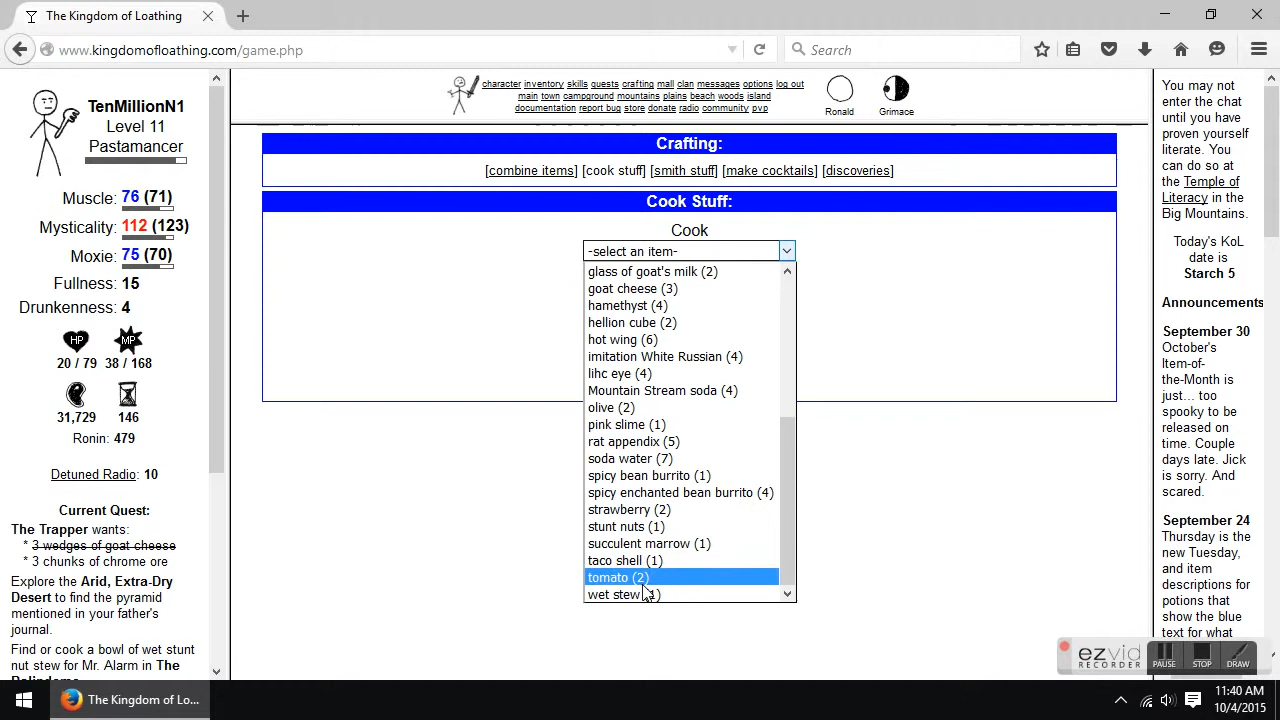 The Kingdom of Loathing
www.kingdomofloathing.com/game.php
Search
TenMillionN1
Level 11
Pastamancer
Muscle: 76 (71)
Mysticality: 112 (123)
Moxie: 75 (70)
Fullness: 15
Drunkenness: 4
HP MP
20 / 79 38 / 168
31,729 146
Ronin: 479
Detuned Radio: 10
Current Quest:
The Trapper wants:
* 3 wedges of goat cheese
* 3 chunks of chrome ore
Explore the Arid, Extra-Dry
Desert to find the pyramid
mentioned in your father's
journal.
Find or cook a bowl of wet stunt
nut stew for Mr. Alarm in The
character inventory skills quests crafting mall clan messages options log out
main town campground mountains plains beach woods island
documentation report bug store donate radio community pvp
Ronald Grimace
Crafting:
[combine items] [cook stuff] [smith stuff] [make cocktails] [discoveries]
Cook Stuff:
Cook
-select an item-
glass of goat's milk (2)
goat cheese (3)
hamethyst (4)
hellion cube (2)
hot wing (6)
imitation White Russian (4)
lihc eye (4)
Mountain Stream soda (4)
olive (2)
pink slime (1)
rat appendix (5)
soda water (7)
spicy bean burrito (1)
spicy enchanted bean burrito (4)
strawberry (2)
stunt nuts (1)
succulent marrow (1)
taco shell (1)
tomato (2)
wet stew (1)
You may not
enter the chat
until you have
proven yourself
literate. You
can do so at
the Temple of
Literacy in the
Big Mountains.
Today's KoL
date is
Starch 5
Announcements
September 30
October's
Item-of-
the-Month is
just... too
spooky to be
released on
time. Couple
days late. Jick
is sorry. And
scared.
September 24
Thursday is the
new Tuesday,
and item
descriptions for
potions that
show the blue
text for what
ezvid
RECORDER
PAUSE STOP DRAW
The Kingdom of Lo...
11:40 AM
10/4/2015